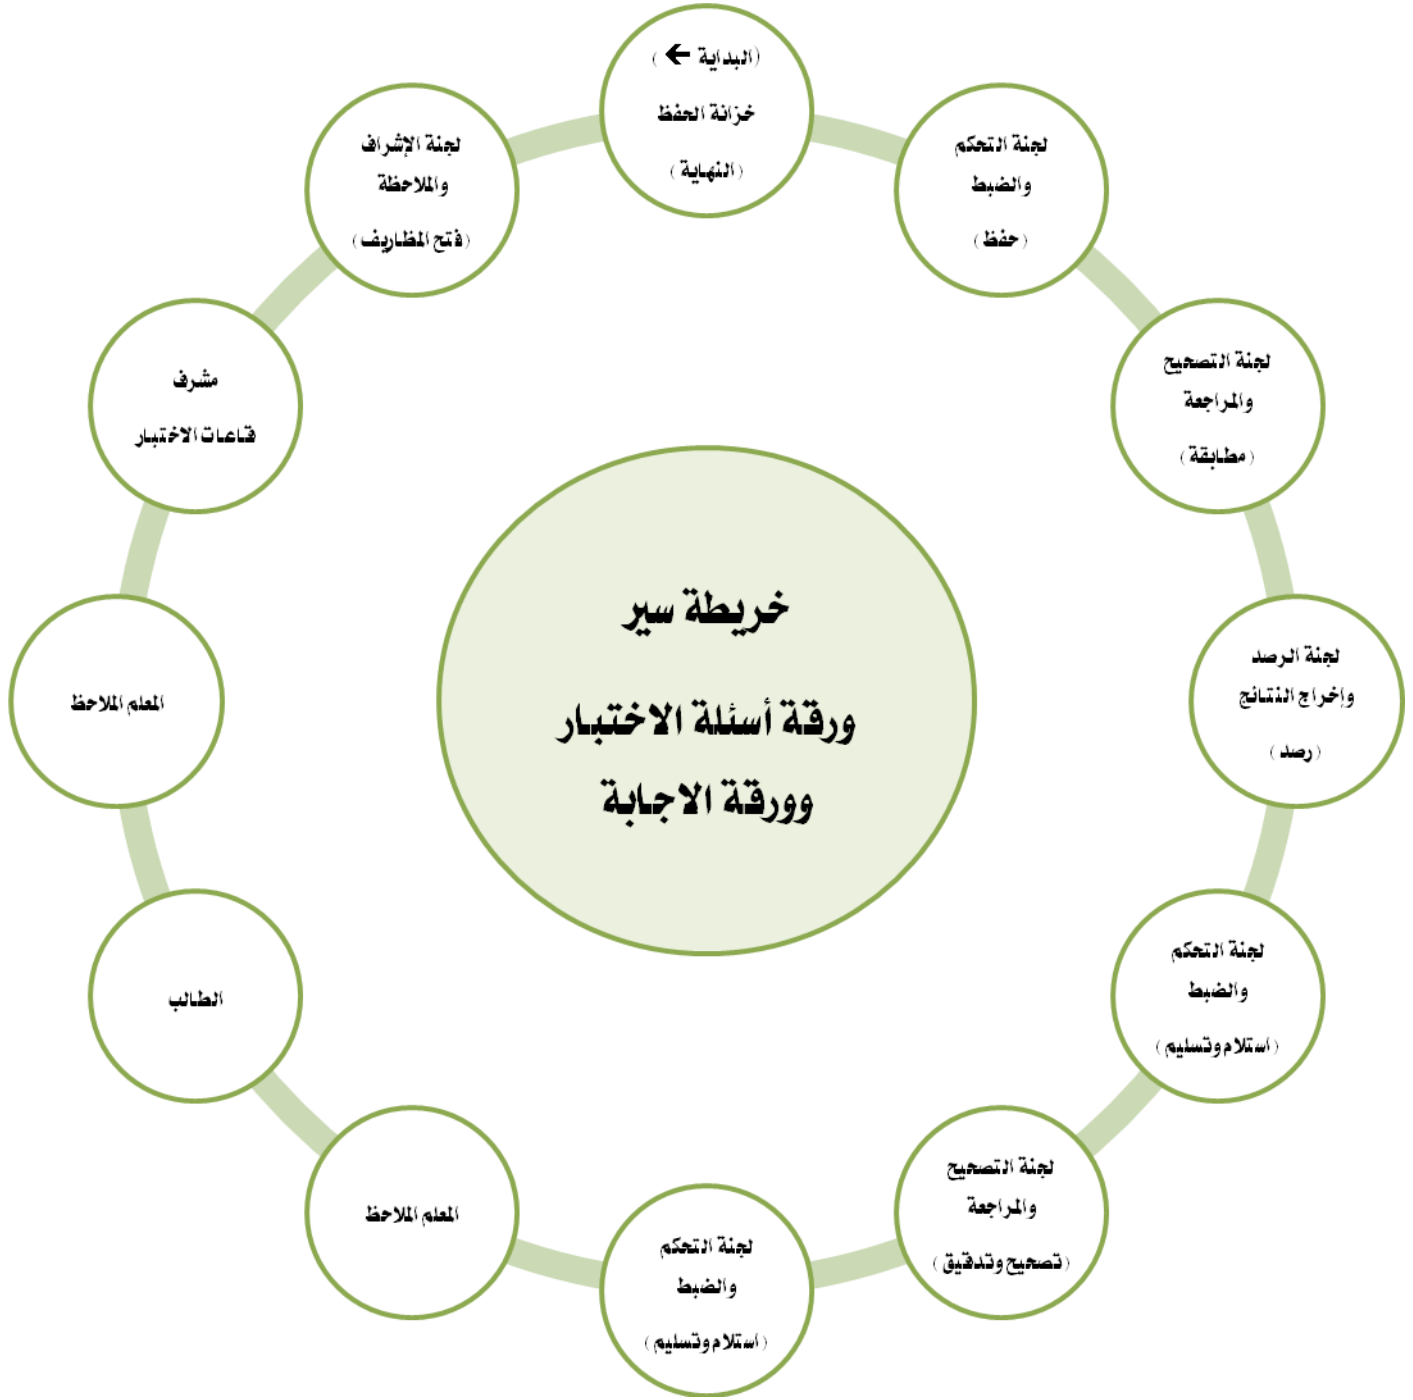 (البداية ←)
خزانة الحفظ
(النهاية)
لجنة الإشراف
والملاحظة
(فتح المظاريف)
مشرف
قاعات الاختبار
المعلم الملاحظ
الطالب
المعلم الملاحظ
لجنة التحكم
والضبط
(استلام وتسليم)
لجنة التصحيح
والمراجعة
(تصحيح وتدقيق)
لجنة التحكم
والضبط
(استلام وتسليم)
لجنة الرصد
وإخراج النتائج
(رصد)
لجنة التصحيح
والمراجعة
(مطابقة)
لجنة التحكم
والضبط
(حفظ)
خريطة سير
ورقة أسئلة الاختبار
وورقة الاجابة